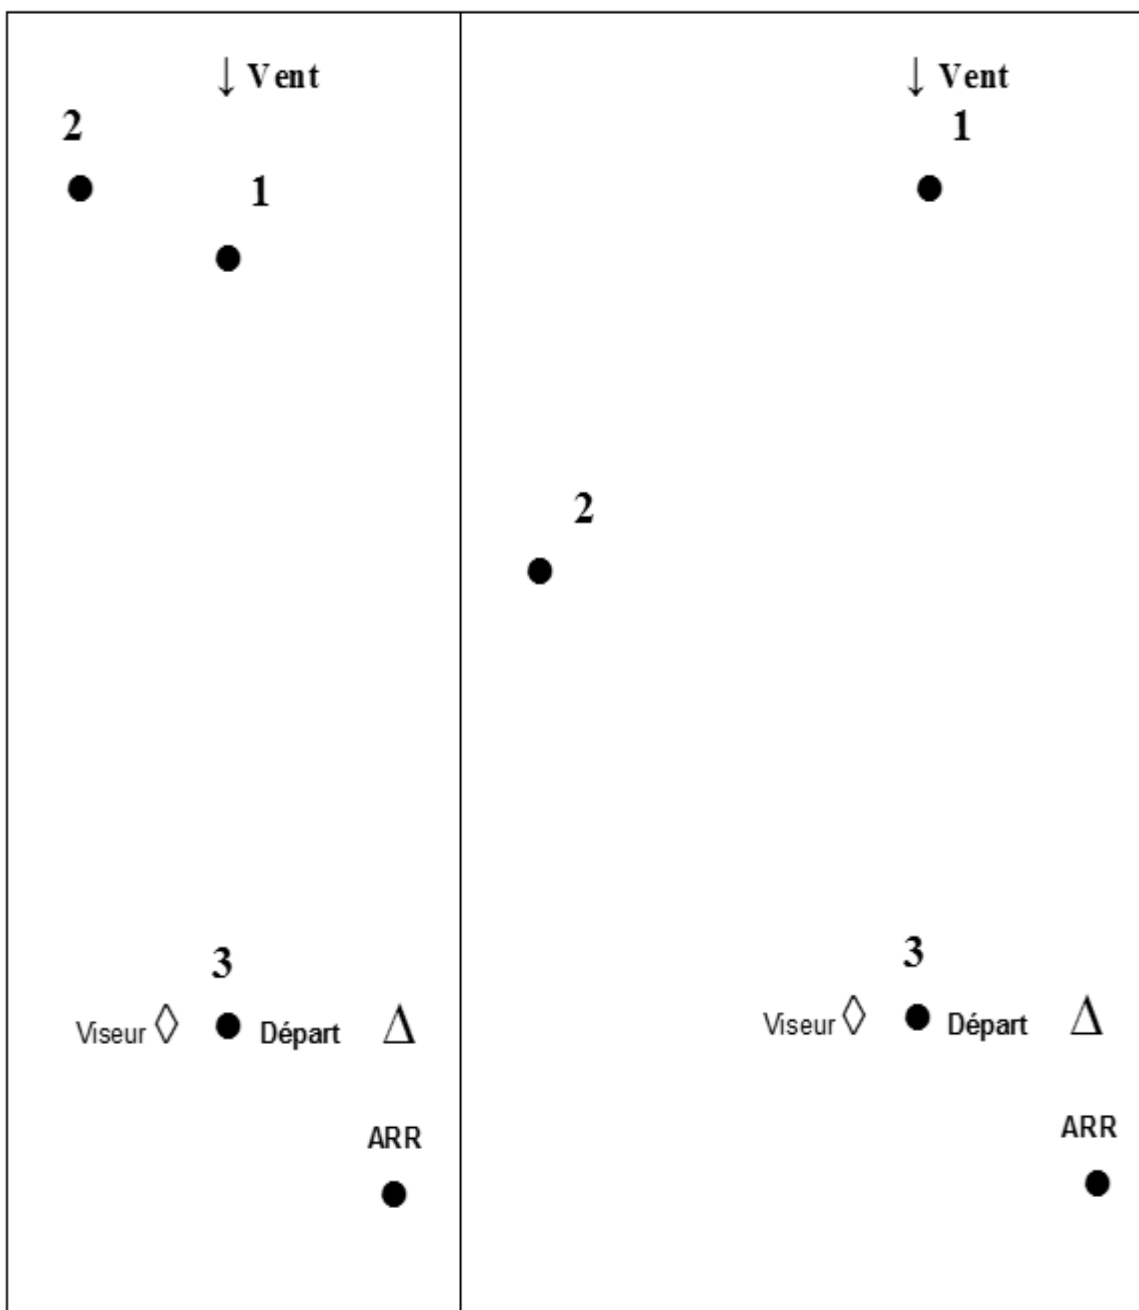 ↓ Vent
2
1
3
Viseur ◊ Départ Δ
ARR
↓ Vent
1
2
3
Viseur ◊ Départ Δ
ARR